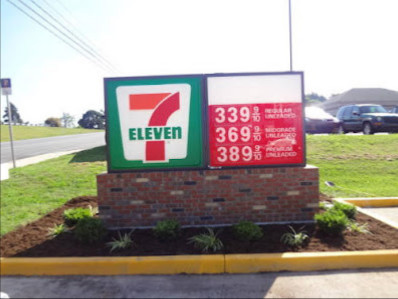 7
ELEVEN
339 9/10 REGULAR UNLEADED
369 9/10 MIDGRADE UNLEADED
389 9/10 PREMIUM UNLEADED